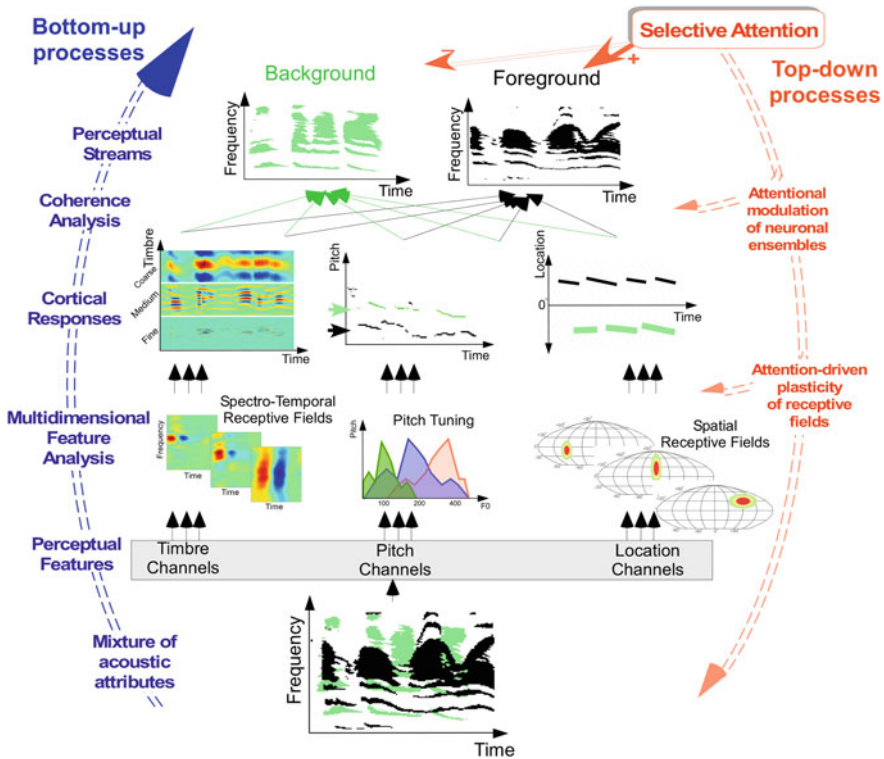 Bottom-up
processes
Selective Attention
Top-down
processes
−
+
Background
Foreground
Frequency
Time
Frequency
Time
Perceptual
Streams
Coherence
Analysis
Attentional
modulation
of neuronal
ensembles
Timbre
Coarse
Medium
Fine
Time
Pitch
Time
Location
0
Time
Cortical
Responses
Attention-driven
plasticity
of receptive
fields
Multidimensional
Feature
Analysis
Spectro-Temporal
Receptive Fields
Frequency
Time
Time
Time
Pitch Tuning
Pitch
100
200
400
F0
Spatial
Receptive Fields
Perceptual
Features
Timbre
Channels
Pitch
Channels
Location
Channels
Mixture of
acoustic
attributes
Frequency
Time